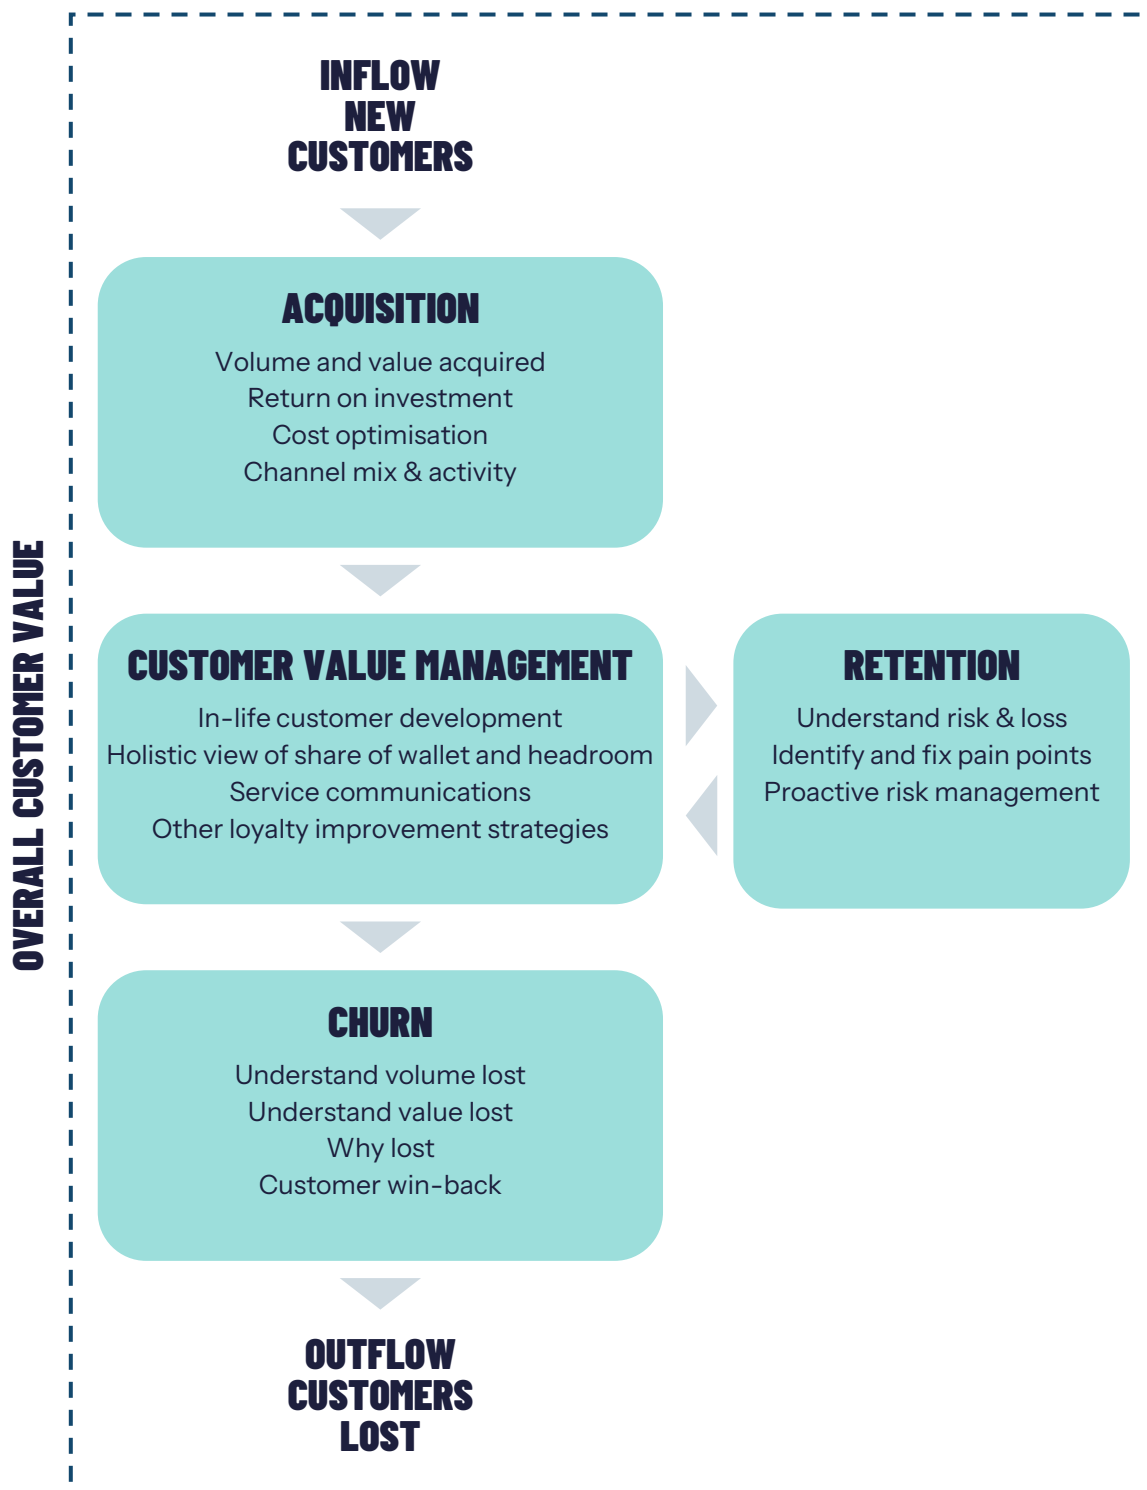 INFLOW
NEW
CUSTOMERS
ACQUISITION
Volume and value acquired
Return on investment
Cost optimisation
Channel mix & activity
OVERALL CUSTOMER VALUE
CUSTOMER VALUE MANAGEMENT
In-life customer development
Holistic view of share of wallet and headroom
Service communications
Other loyalty improvement strategies
RETENTION
Understand risk & loss
Identify and fix pain points
Proactive risk management
CHURN
Understand volume lost
Understand value lost
Why lost
Customer win-back
OUTFLOW
CUSTOMERS
LOST